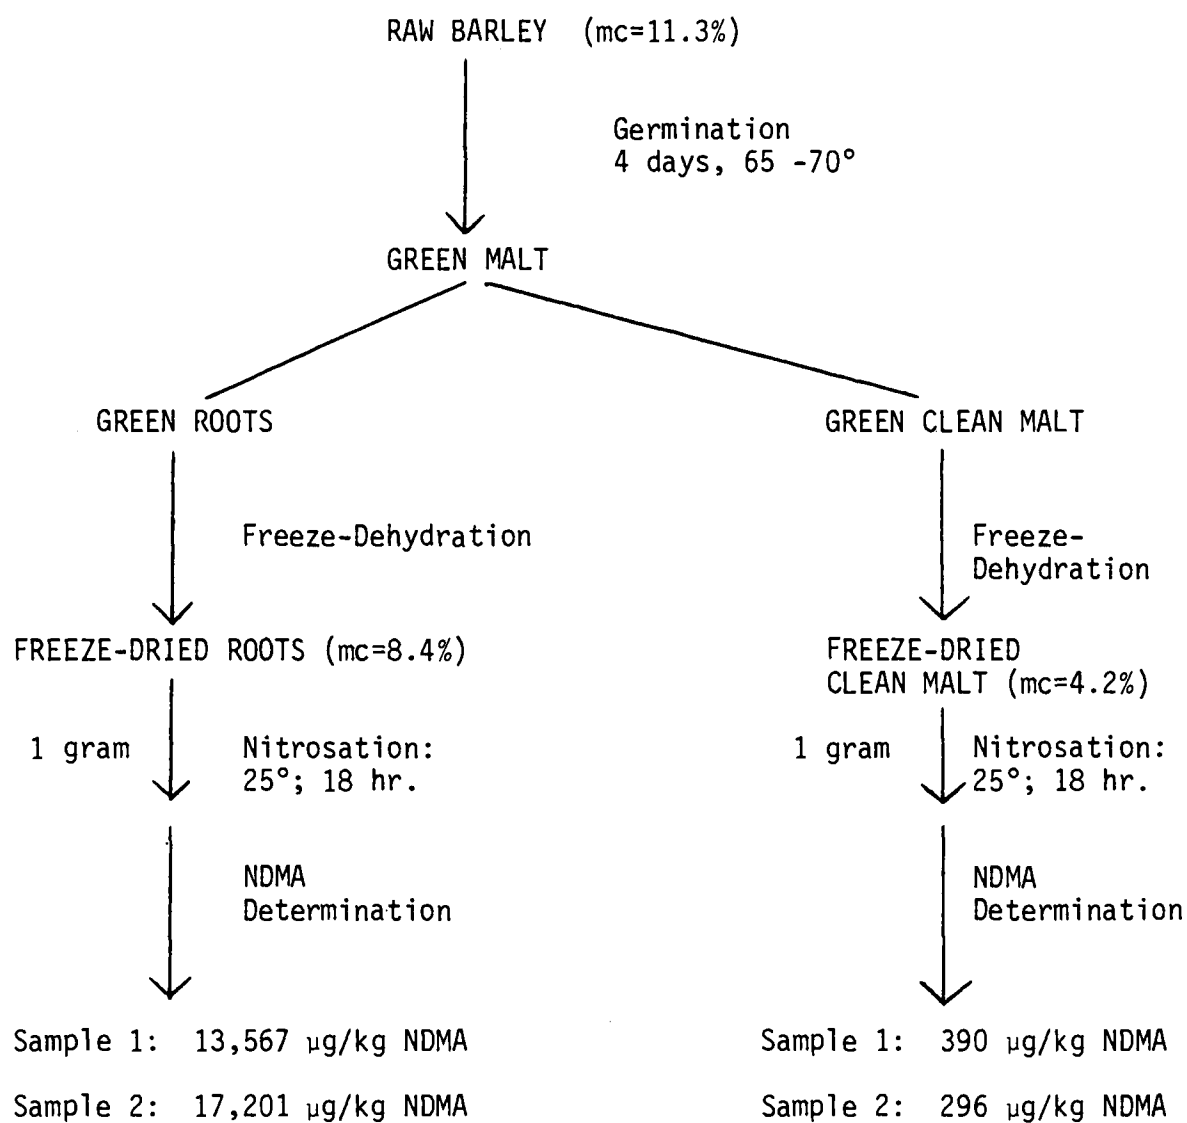 RAW BARLEY (mc=11.3%)
Germination
4 days, 65 -70°
GREEN MALT
GREEN ROOTS
GREEN CLEAN MALT
Freeze-Dehydration
Freeze-
Dehydration
FREEZE-DRIED ROOTS (mc=8.4%)
FREEZE-DRIED
CLEAN MALT (mc=4.2%)
1 gram
Nitrosation:
25°; 18 hr.
1 gram
Nitrosation:
25°; 18 hr.
NDMA
Determination
NDMA
Determination
Sample 1: 13,567 µg/kg NDMA
Sample 1: 390 µg/kg NDMA
Sample 2: 17,201 µg/kg NDMA
Sample 2: 296 µg/kg NDMA